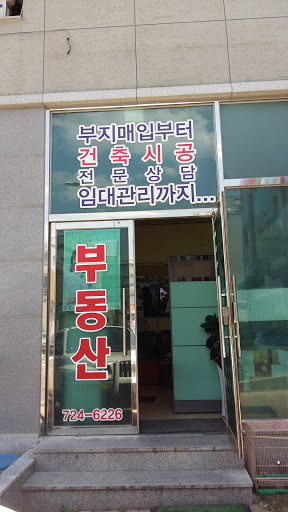 부지매입부터
건축시공
전문상담
임대관리까지...
부동산
724-6226